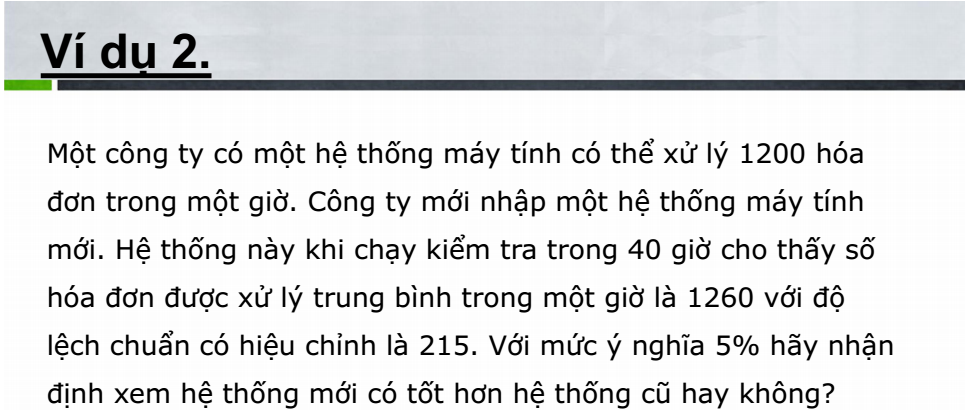 Ví dụ 2.
Một công ty có một hệ thống máy tính có thể xử lý 1200 hóa
đơn trong một giờ. Công ty mới nhập một hệ thống máy tính
mới. Hệ thống này khi chạy kiểm tra trong 40 giờ cho thấy số
hóa đơn được xử lý trung bình trong một giờ là 1260 với độ
lệch chuẩn có hiệu chỉnh là 215. Với mức ý nghĩa 5% hãy nhận
định xem hệ thống mới có tốt hơn hệ thống cũ hay không?